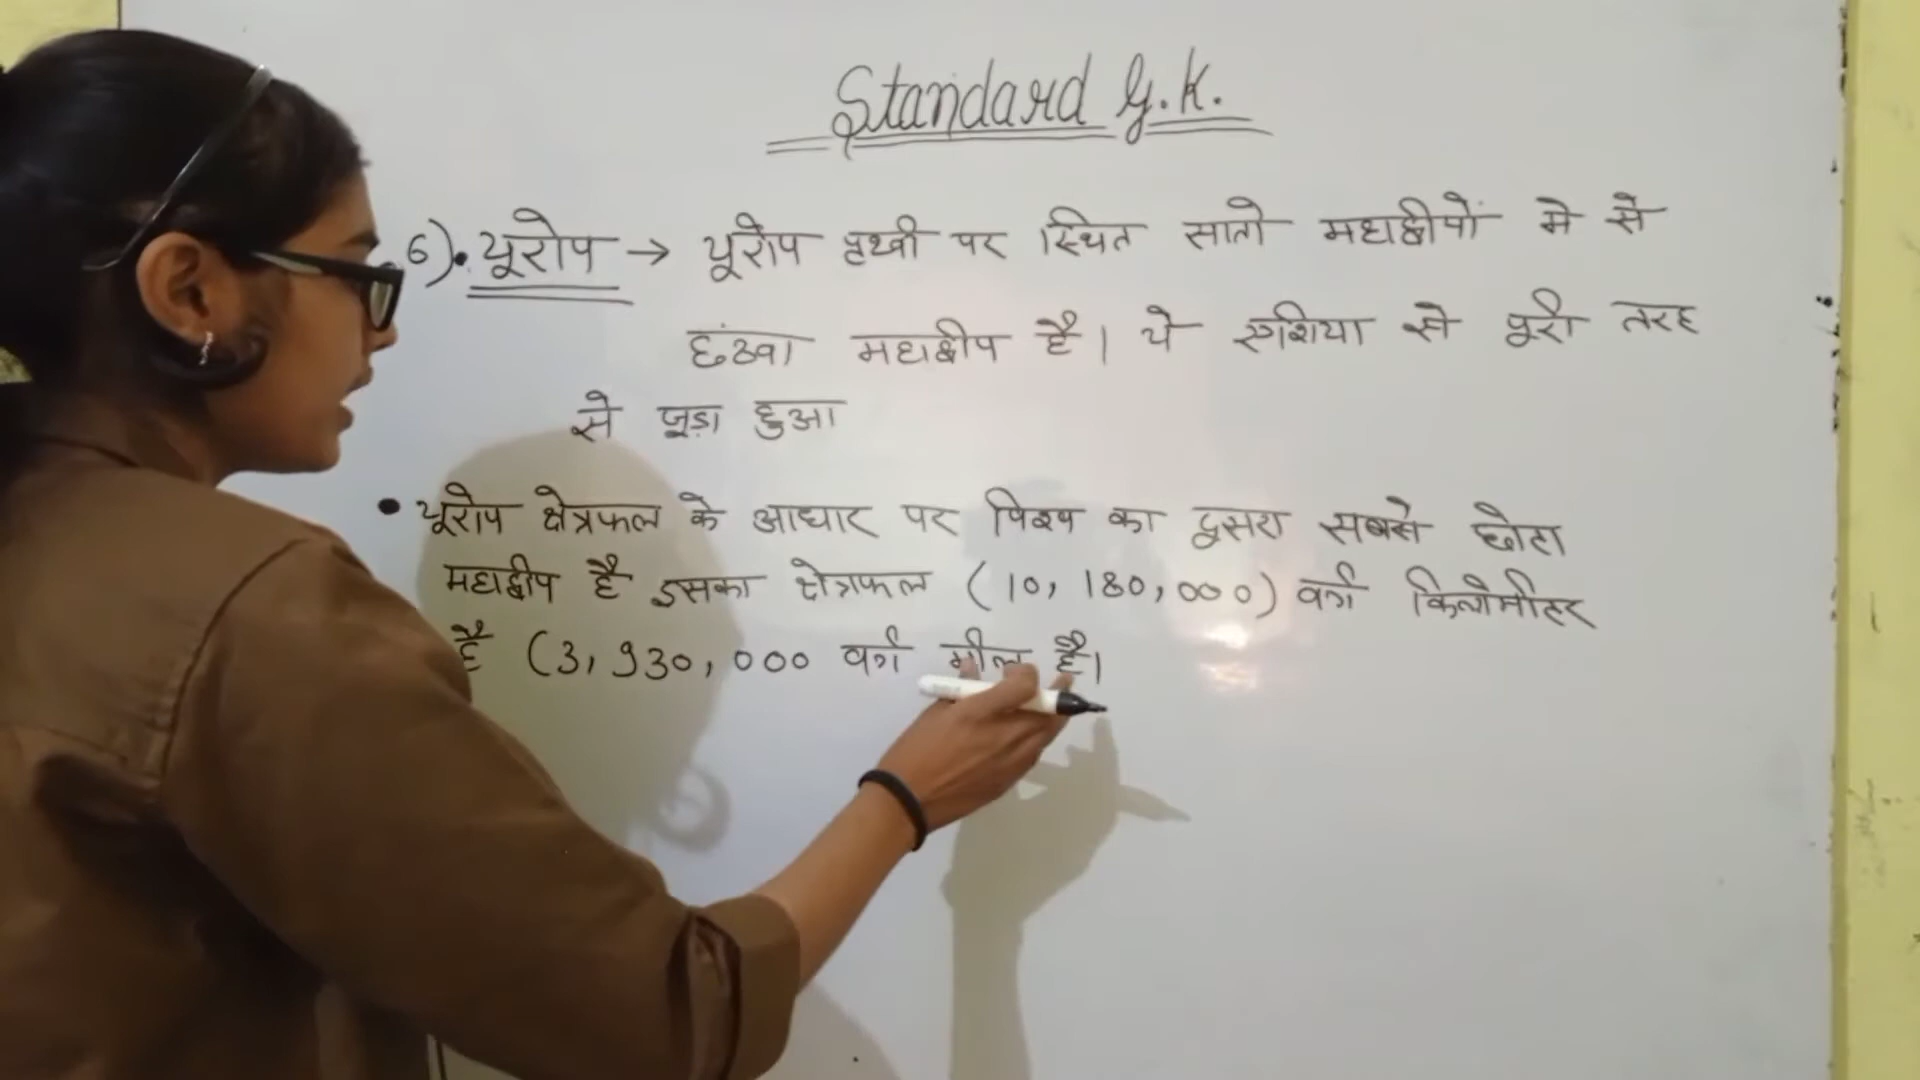 Standard G.K.
6). यूरोप → यूरोप पृथ्वी पर स्थित सातो महाद्वीपों मे से
छंठवा महाद्वीप है। ये एशिया से पूरी तरह
से जूड़ा हुआ
• यूरोप क्षेत्रफल के आधार पर विश्व का दूसरा सबसे छोटा
महाद्वीप है इसका क्षेत्रफल (10, 180, 000) वर्ग किलोमीटर
है (3, 930, 000 वर्ग मील है।